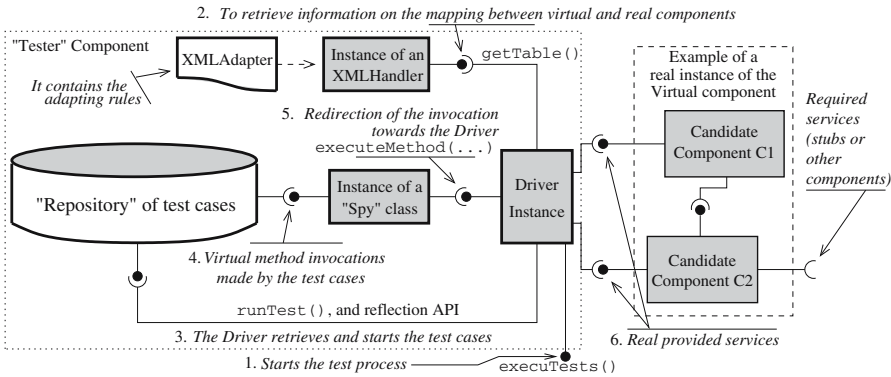 2. To retrieve information on the mapping between virtual and real components
"Tester" Component
XMLAdapter
Instance of an
XMLHandler
getTable()
It contains the
adapting rules
5. Redirection of the invocation
towards the Driver
executeMethod(...)
Example of a
real instance of the
Virtual component
Required
services
(stubs or
other
components)
Candidate
Component C1
"Repository" of test cases
Instance of a
"Spy" class
Driver
Instance
4. Virtual method invocations
made by the test cases
Candidate
Component C2
runTest(), and reflection API
3. The Driver retrieves and starts the test cases
6. Real provided services
1. Starts the test process
execuTests()